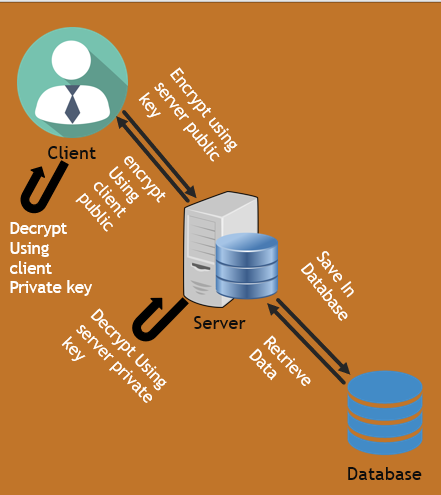 Encrypt using
server public
key
Client
encrypt
Using
client
public
Decrypt
Using
client
Private key
Server
Save In
Database
Decrypt Using
server private
key
Retrieve
Data
Database